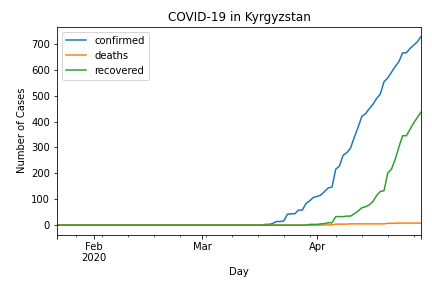 COVID-19 in Kyrgyzstan
confirmed
deaths
recovered
Number of Cases
700
600
500
400
300
200
100
0
Feb
2020
Mar
Apr
Day